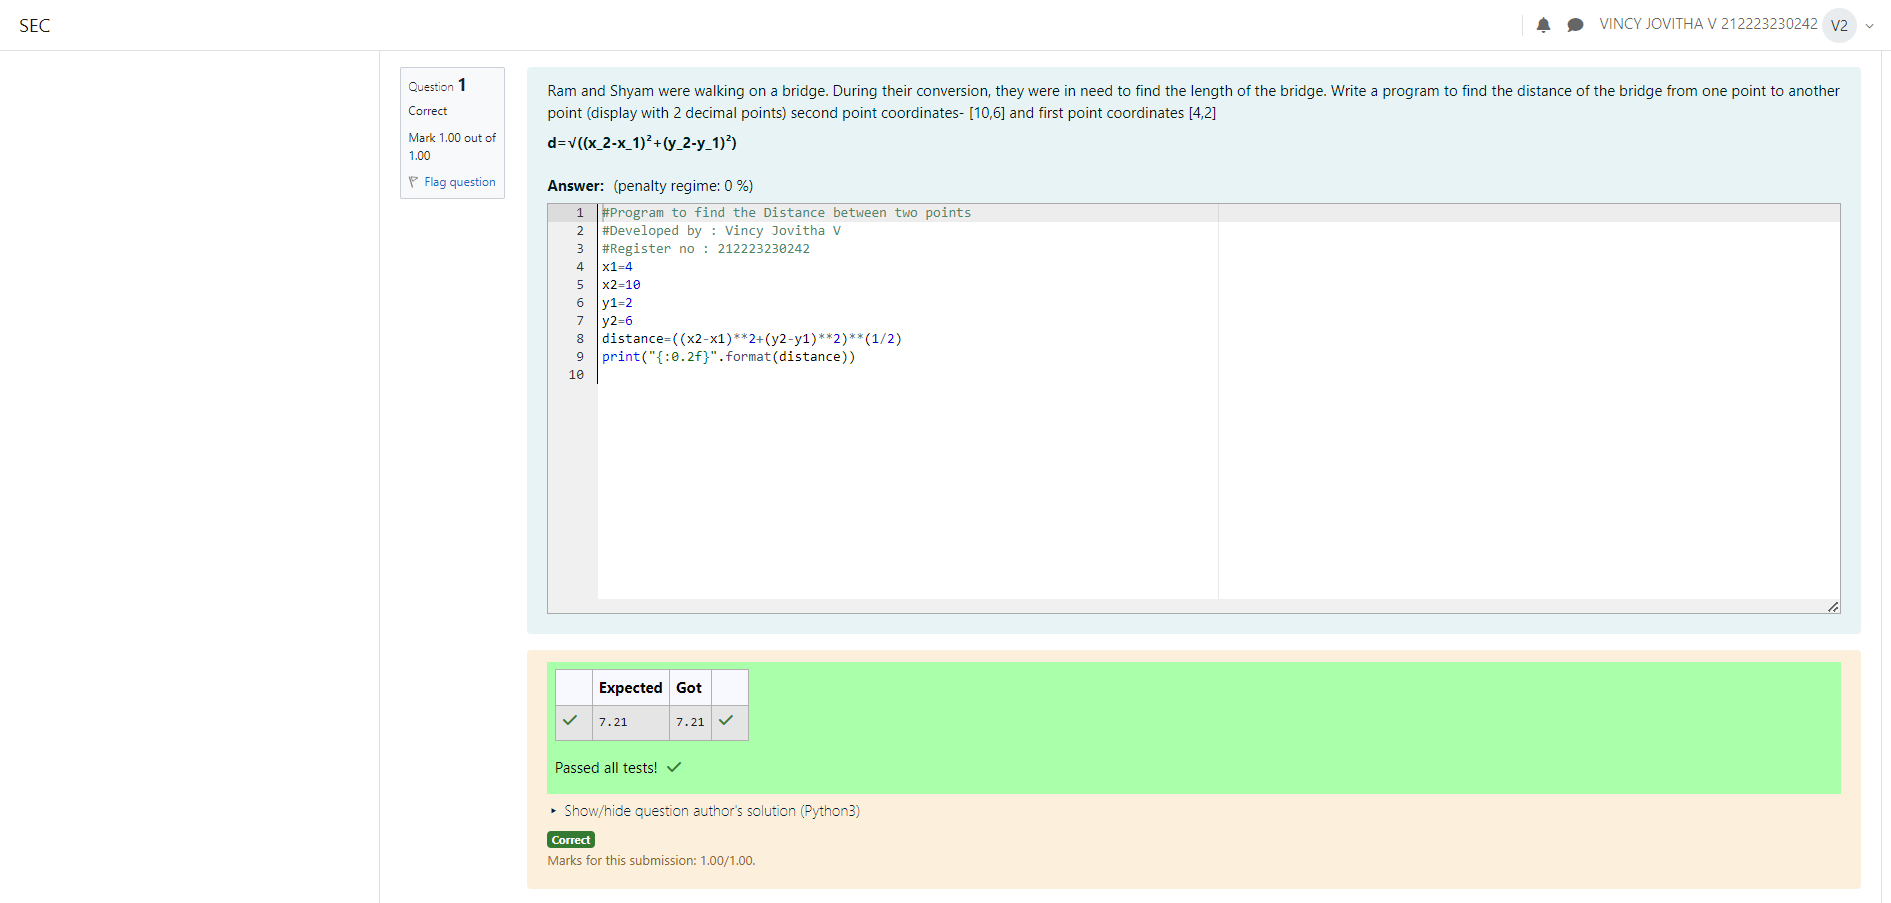 SEC
VINCY JOVITHA V 212223230242 V2
Question 1
Correct
Mark 1.00 out of
1.00
Flag question
Ram and Shyam were walking on a bridge. During their conversion, they were in need to find the length of the bridge. Write a program to find the distance of the bridge from one point to another
point (display with 2 decimal points) second point coordinates- [10,6] and first point coordinates [4,2]
d=√((x_2-x_1)²+(y_2-y_1)²)
Answer: (penalty regime: 0 %)
1 #Program to find the Distance between two points
2 #Developed by : Vincy Jovitha V
3 #Register no : 212223230242
4 x1=4
5 x2=10
6 y1=2
7 y2=6
8 distance=((x2-x1)**2+(y2-y1)**2)**(1/2)
9 print("{:0.2f}".format(distance))
10
Expected Got
7.21 7.21
Passed all tests!
Show/hide question author's solution (Python3)
Correct
Marks for this submission: 1.00/1.00.